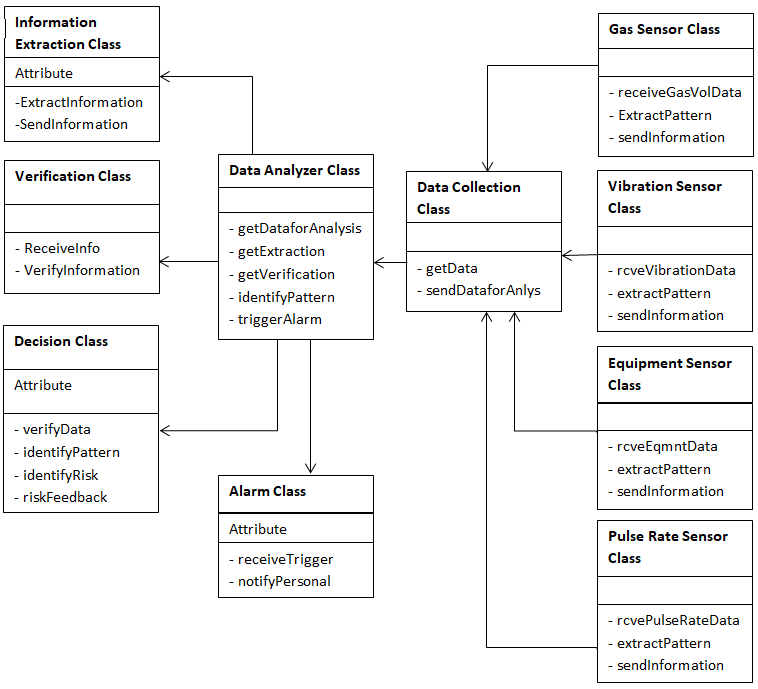 Information
Extraction Class
Attribute
-ExtractInformation
-SendInformation
Verification Class
- ReceiveInfo
- VerifyInformation
Decision Class
Attribute
- verifyData
- identifyPattern
- identifyRisk
- riskFeedback
Data Analyzer Class
- getDataforAnalysis
- getExtraction
- getVerification
- identifyPattern
- triggerAlarm
Alarm Class
Attribute
- receiveTrigger
- notifyPersonal
Data Collection
Class
- getData
- sendDataforAnlys
Gas Sensor Class
- receiveGasVolData
- ExtractPattern
- sendinformation
Vibration Sensor
Class
- rcveVibrationData
- extractPattern
- sendinformation
Equipment Sensor
Class
- rcveEqmntData
- extractPattern
- sendinformation
Pulse Rate Sensor
Class
- rcvePulseRateData
- extractPattern
- sendinformation